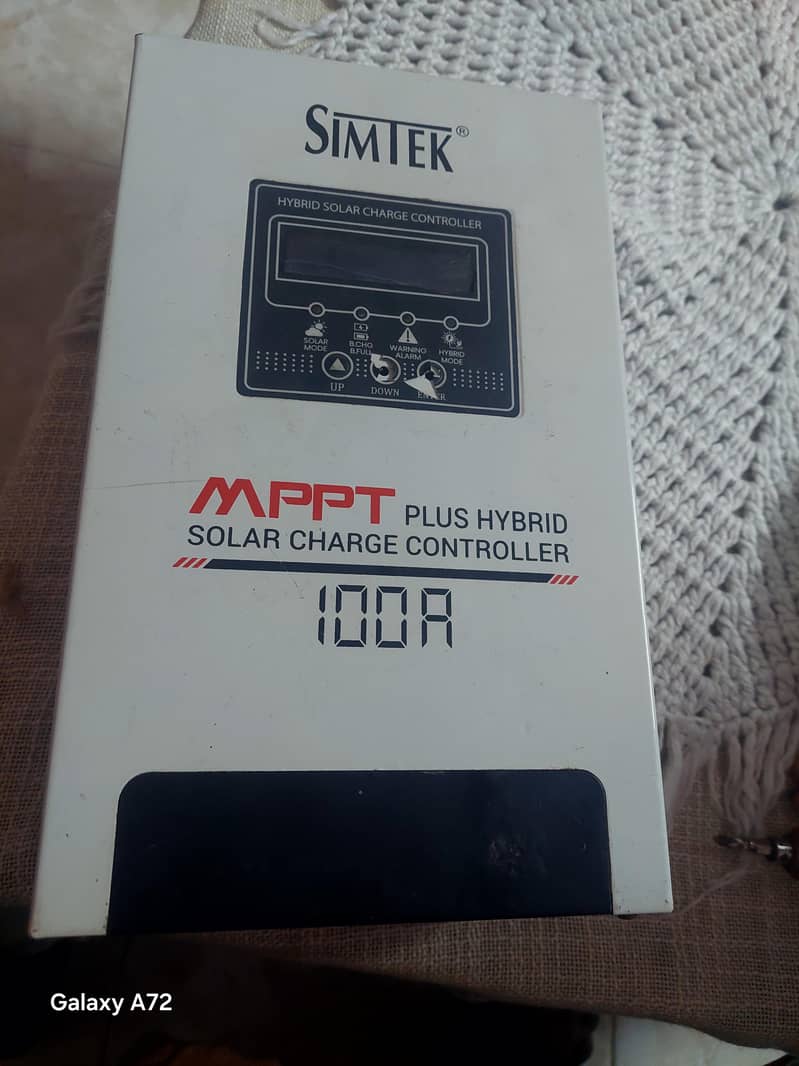 SIMTEK®
HYBRID SOLAR CHARGE CONTROLLER
SOLAR
MODE
B.CHG
B.FULL
WARNING
ALARM
HYBRID
MODE
UP
DOWN
ENTER
MPPT PLUS HYBRID
SOLAR CHARGE CONTROLLER
100A
Galaxy A72